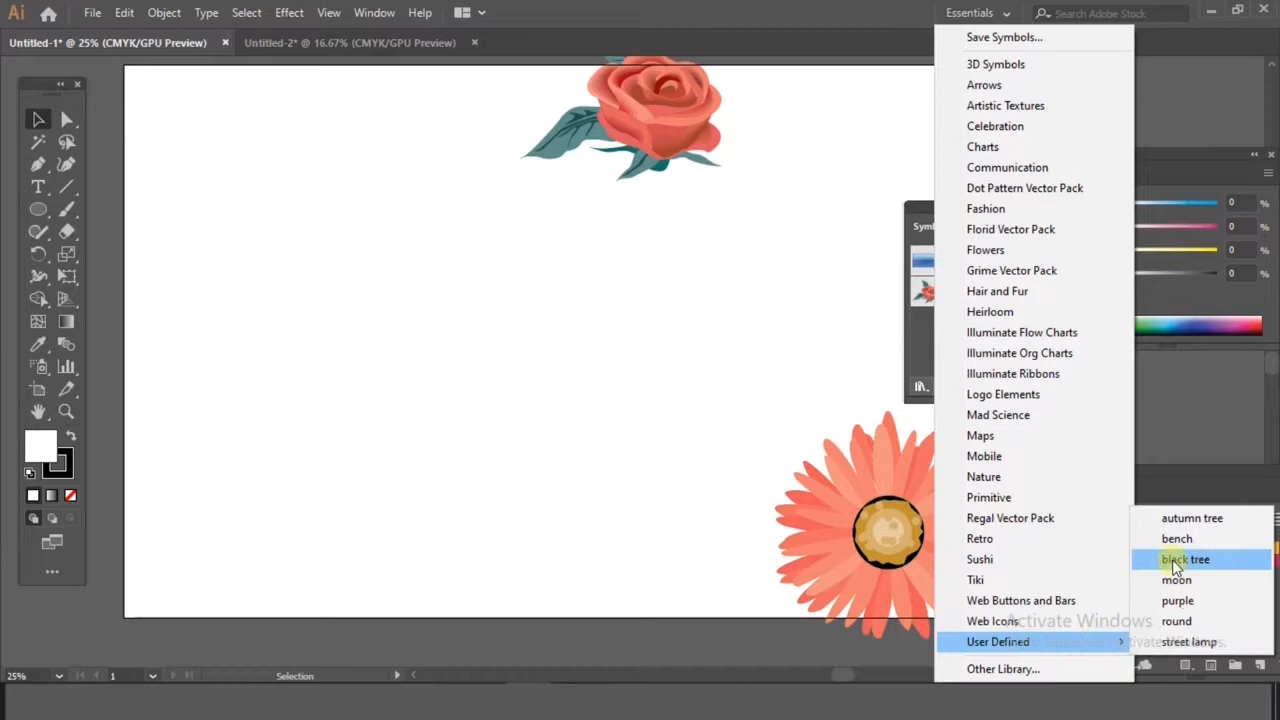 Ai File Edit Object Type Select Effect View Window Help Essentials Search Adobe Stock
Untitled-1* @ 25% (CMYK/GPU Preview) Untitled-2* @ 16.67% (CMYK/GPU Preview)
Save Symbols...
3D Symbols
Arrows
Artistic Textures
Celebration
Charts
Communication
Dot Pattern Vector Pack
Fashion
Florid Vector Pack
Flowers
Grime Vector Pack
Hair and Fur
Heirloom
Illuminate Flow Charts
Illuminate Org Charts
Illuminate Ribbons
Logo Elements
Mad Science
Maps
Mobile
Nature
Primitive
Regal Vector Pack
Retro
Sushi
Tiki
Web Buttons and Bars
Web Icons
User Defined
Other Library...
autumn tree
bench
black tree
moon
purple
round
street lamp
0 %
0 %
0 %
0 %
Activate Windows
25% 1 Selection